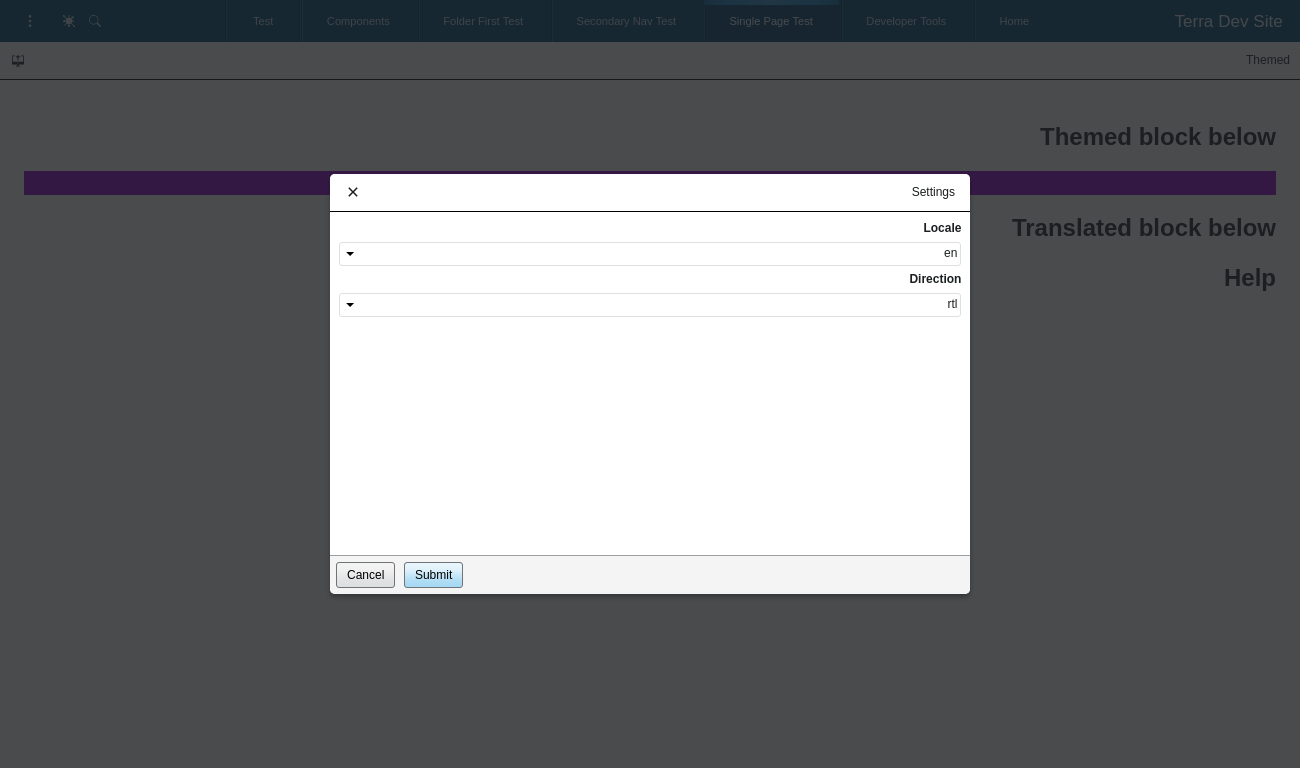 Terra Dev Site
Home
Developer Tools
Single Page Test
Secondary Nav Test
Folder First Test
Components
Test
Themed
Themed block below
Translated block below
Help
Settings
Locale
en
Direction
rtl
Submit
Cancel